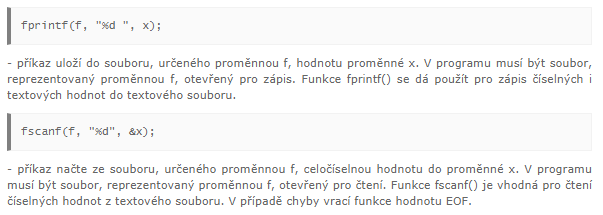 fprintf(f, "%d ", x);
- příkaz uloží do souboru, určeného proměnnou f, hodnotu proměnné x. V programu musí být soubor,
reprezentovaný proměnnou f, otevřený pro zápis. Funkce fprintf() se dá použít pro zápis číselných i
textových hodnot do textového souboru.
fscanf(f, "%d", &x);
- příkaz načte ze souboru, určeného proměnnou f, celočíselnou hodnotu do proměnné x. V programu
musí být soubor, reprezentovaný proměnnou f, otevřený pro čtení. Funkce fscanf() je vhodná pro čtení
číselných hodnot z textového souboru. V případě chyby vrací funkce hodnotu EOF.